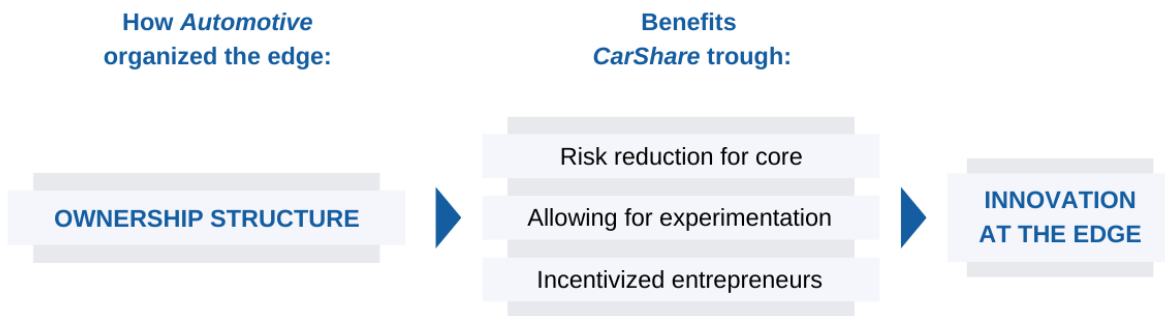 How Automotive
organized the edge:
Benefits
CarShare trough:
OWNERSHIP STRUCTURE
Risk reduction for core
Allowing for experimentation
Incentivized entrepreneurs
INNOVATION
AT THE EDGE